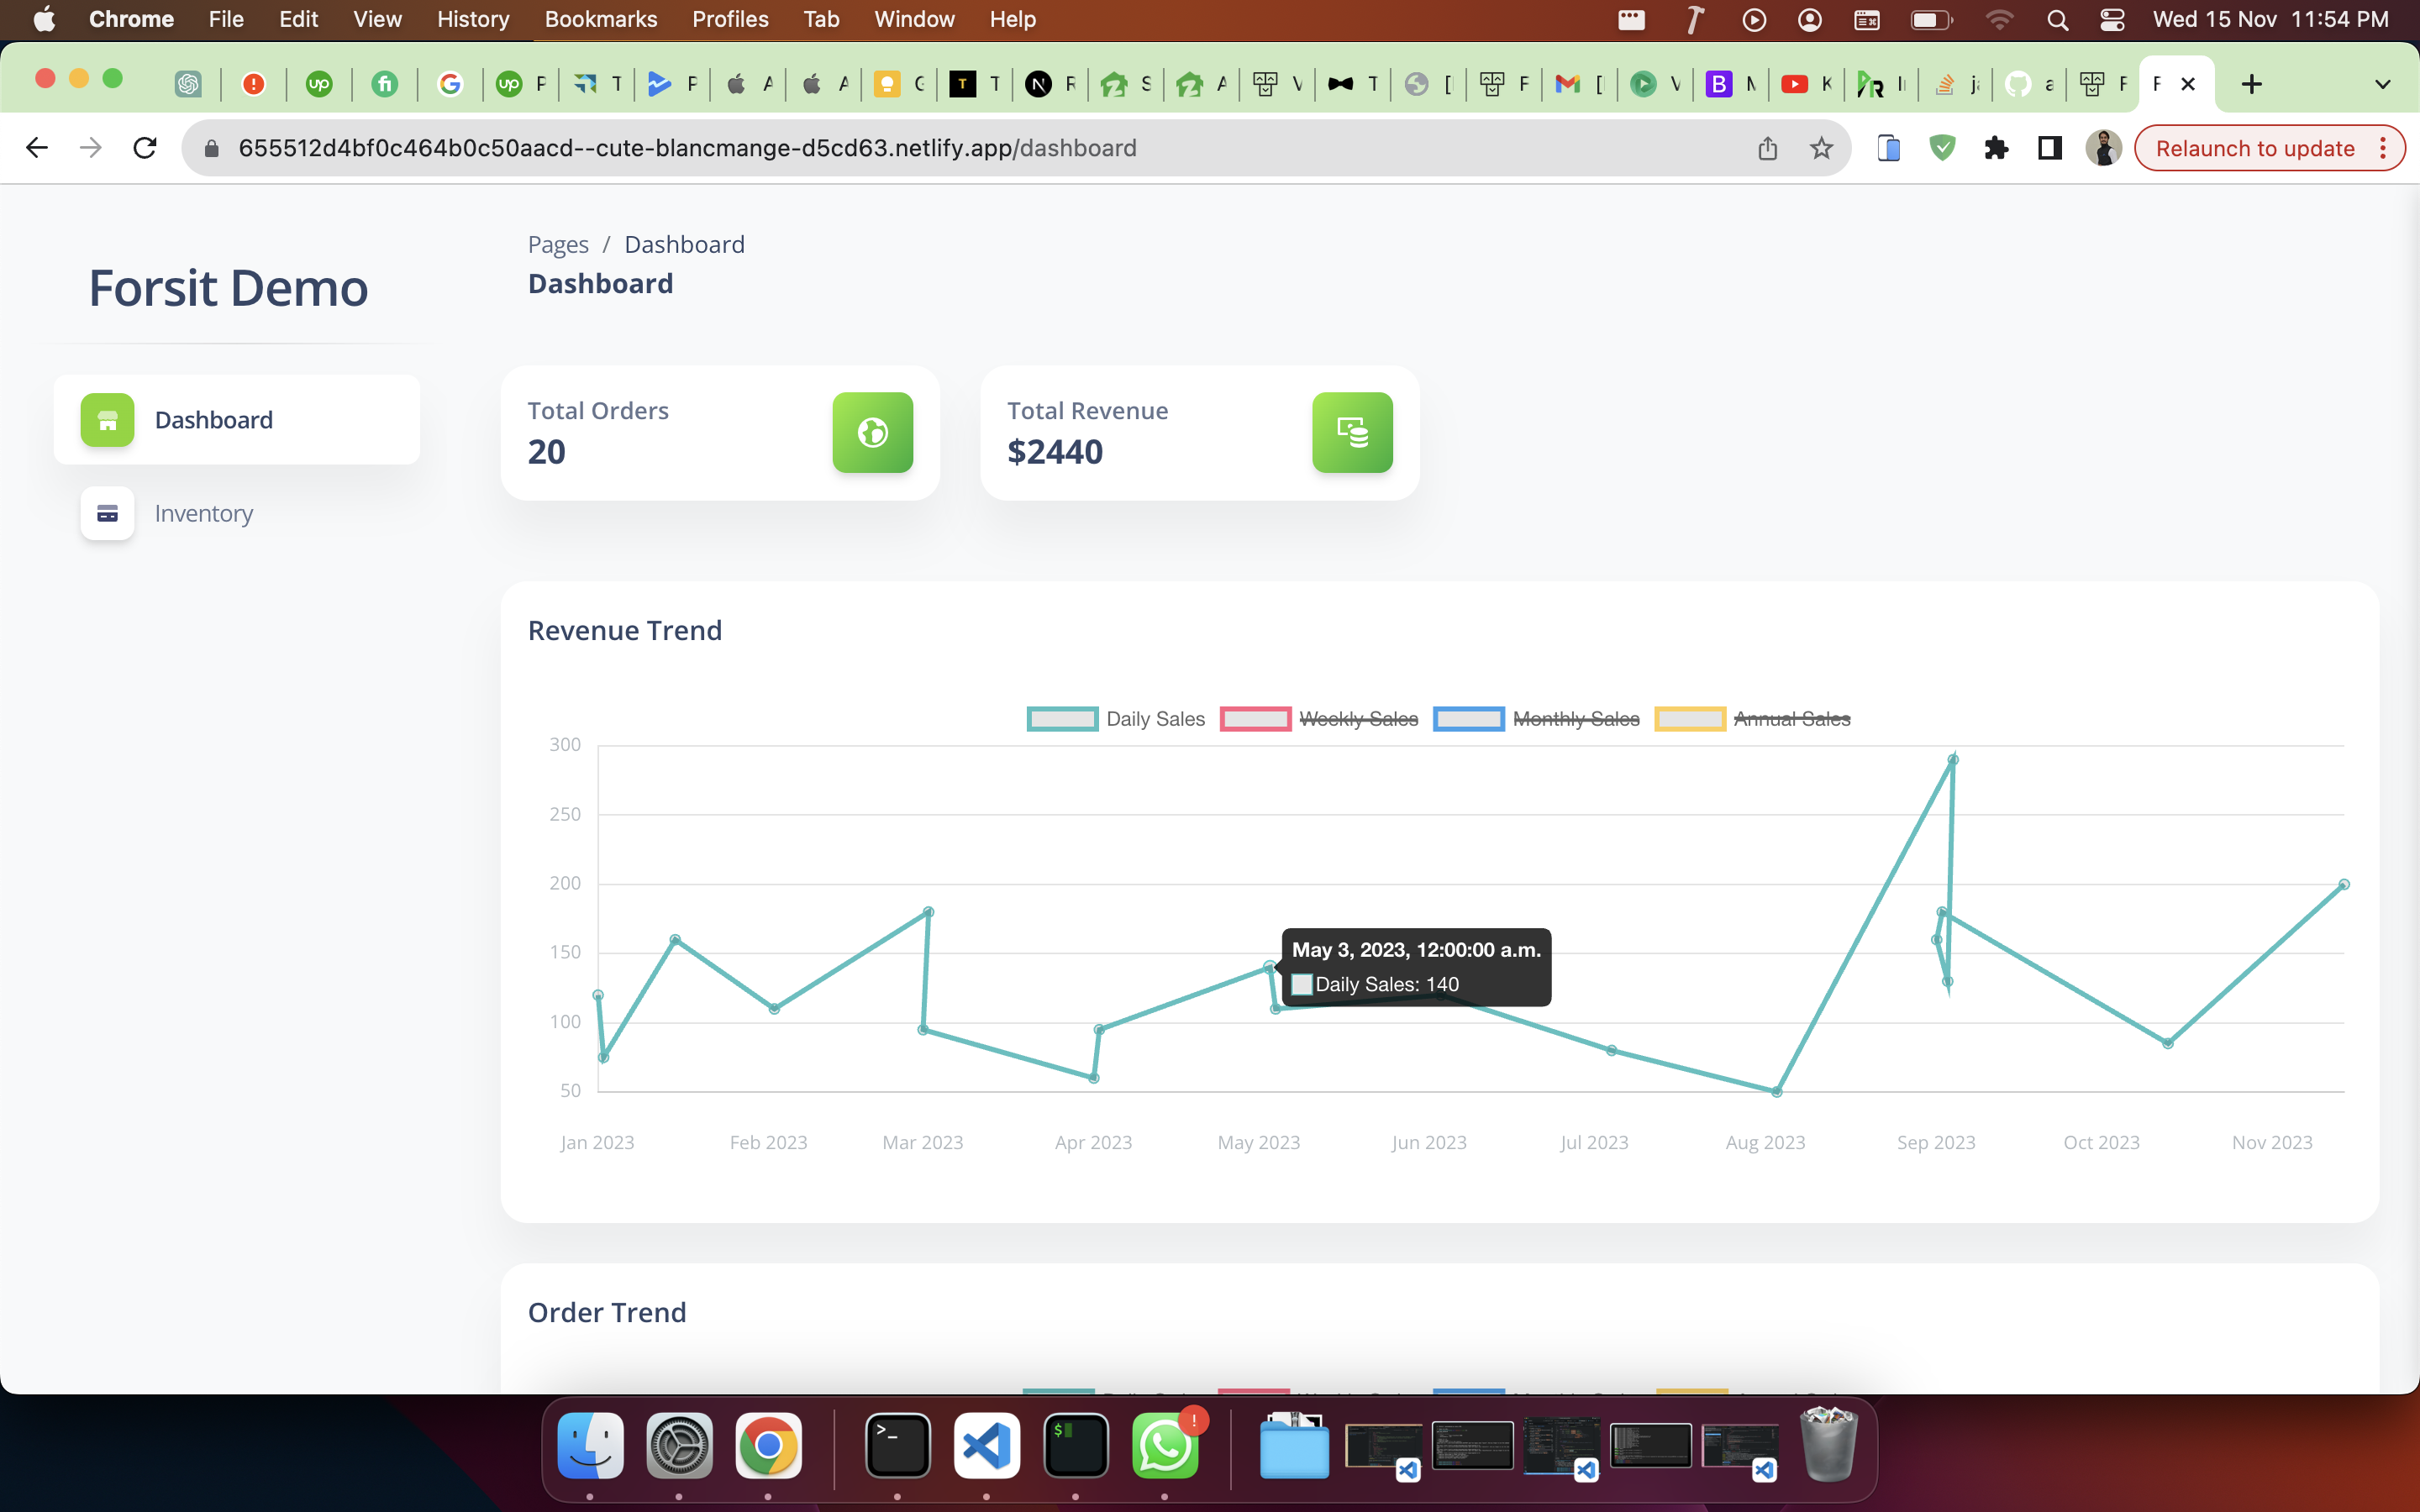 Chrome File Edit View History Bookmarks Profiles Tab Window Help Wed 15 Nov 11:54 PM
655512d4bf0c464b0c50aacd--cute-blancmange-d5cd63.netlify.app/dashboard
Relaunch to update
Forsit Demo
Dashboard
Inventory
Pages / Dashboard
Dashboard
Total Orders
20
Total Revenue
$2440
Revenue Trend
Daily Sales Weekly Sales Monthly Sales Annual Sales
300
250
200
150
100
50
May 3, 2023, 12:00:00 a.m.
Daily Sales: 140
Jan 2023 Feb 2023 Mar 2023 Apr 2023 May 2023 Jun 2023 Jul 2023 Aug 2023 Sep 2023 Oct 2023 Nov 2023
Order Trend